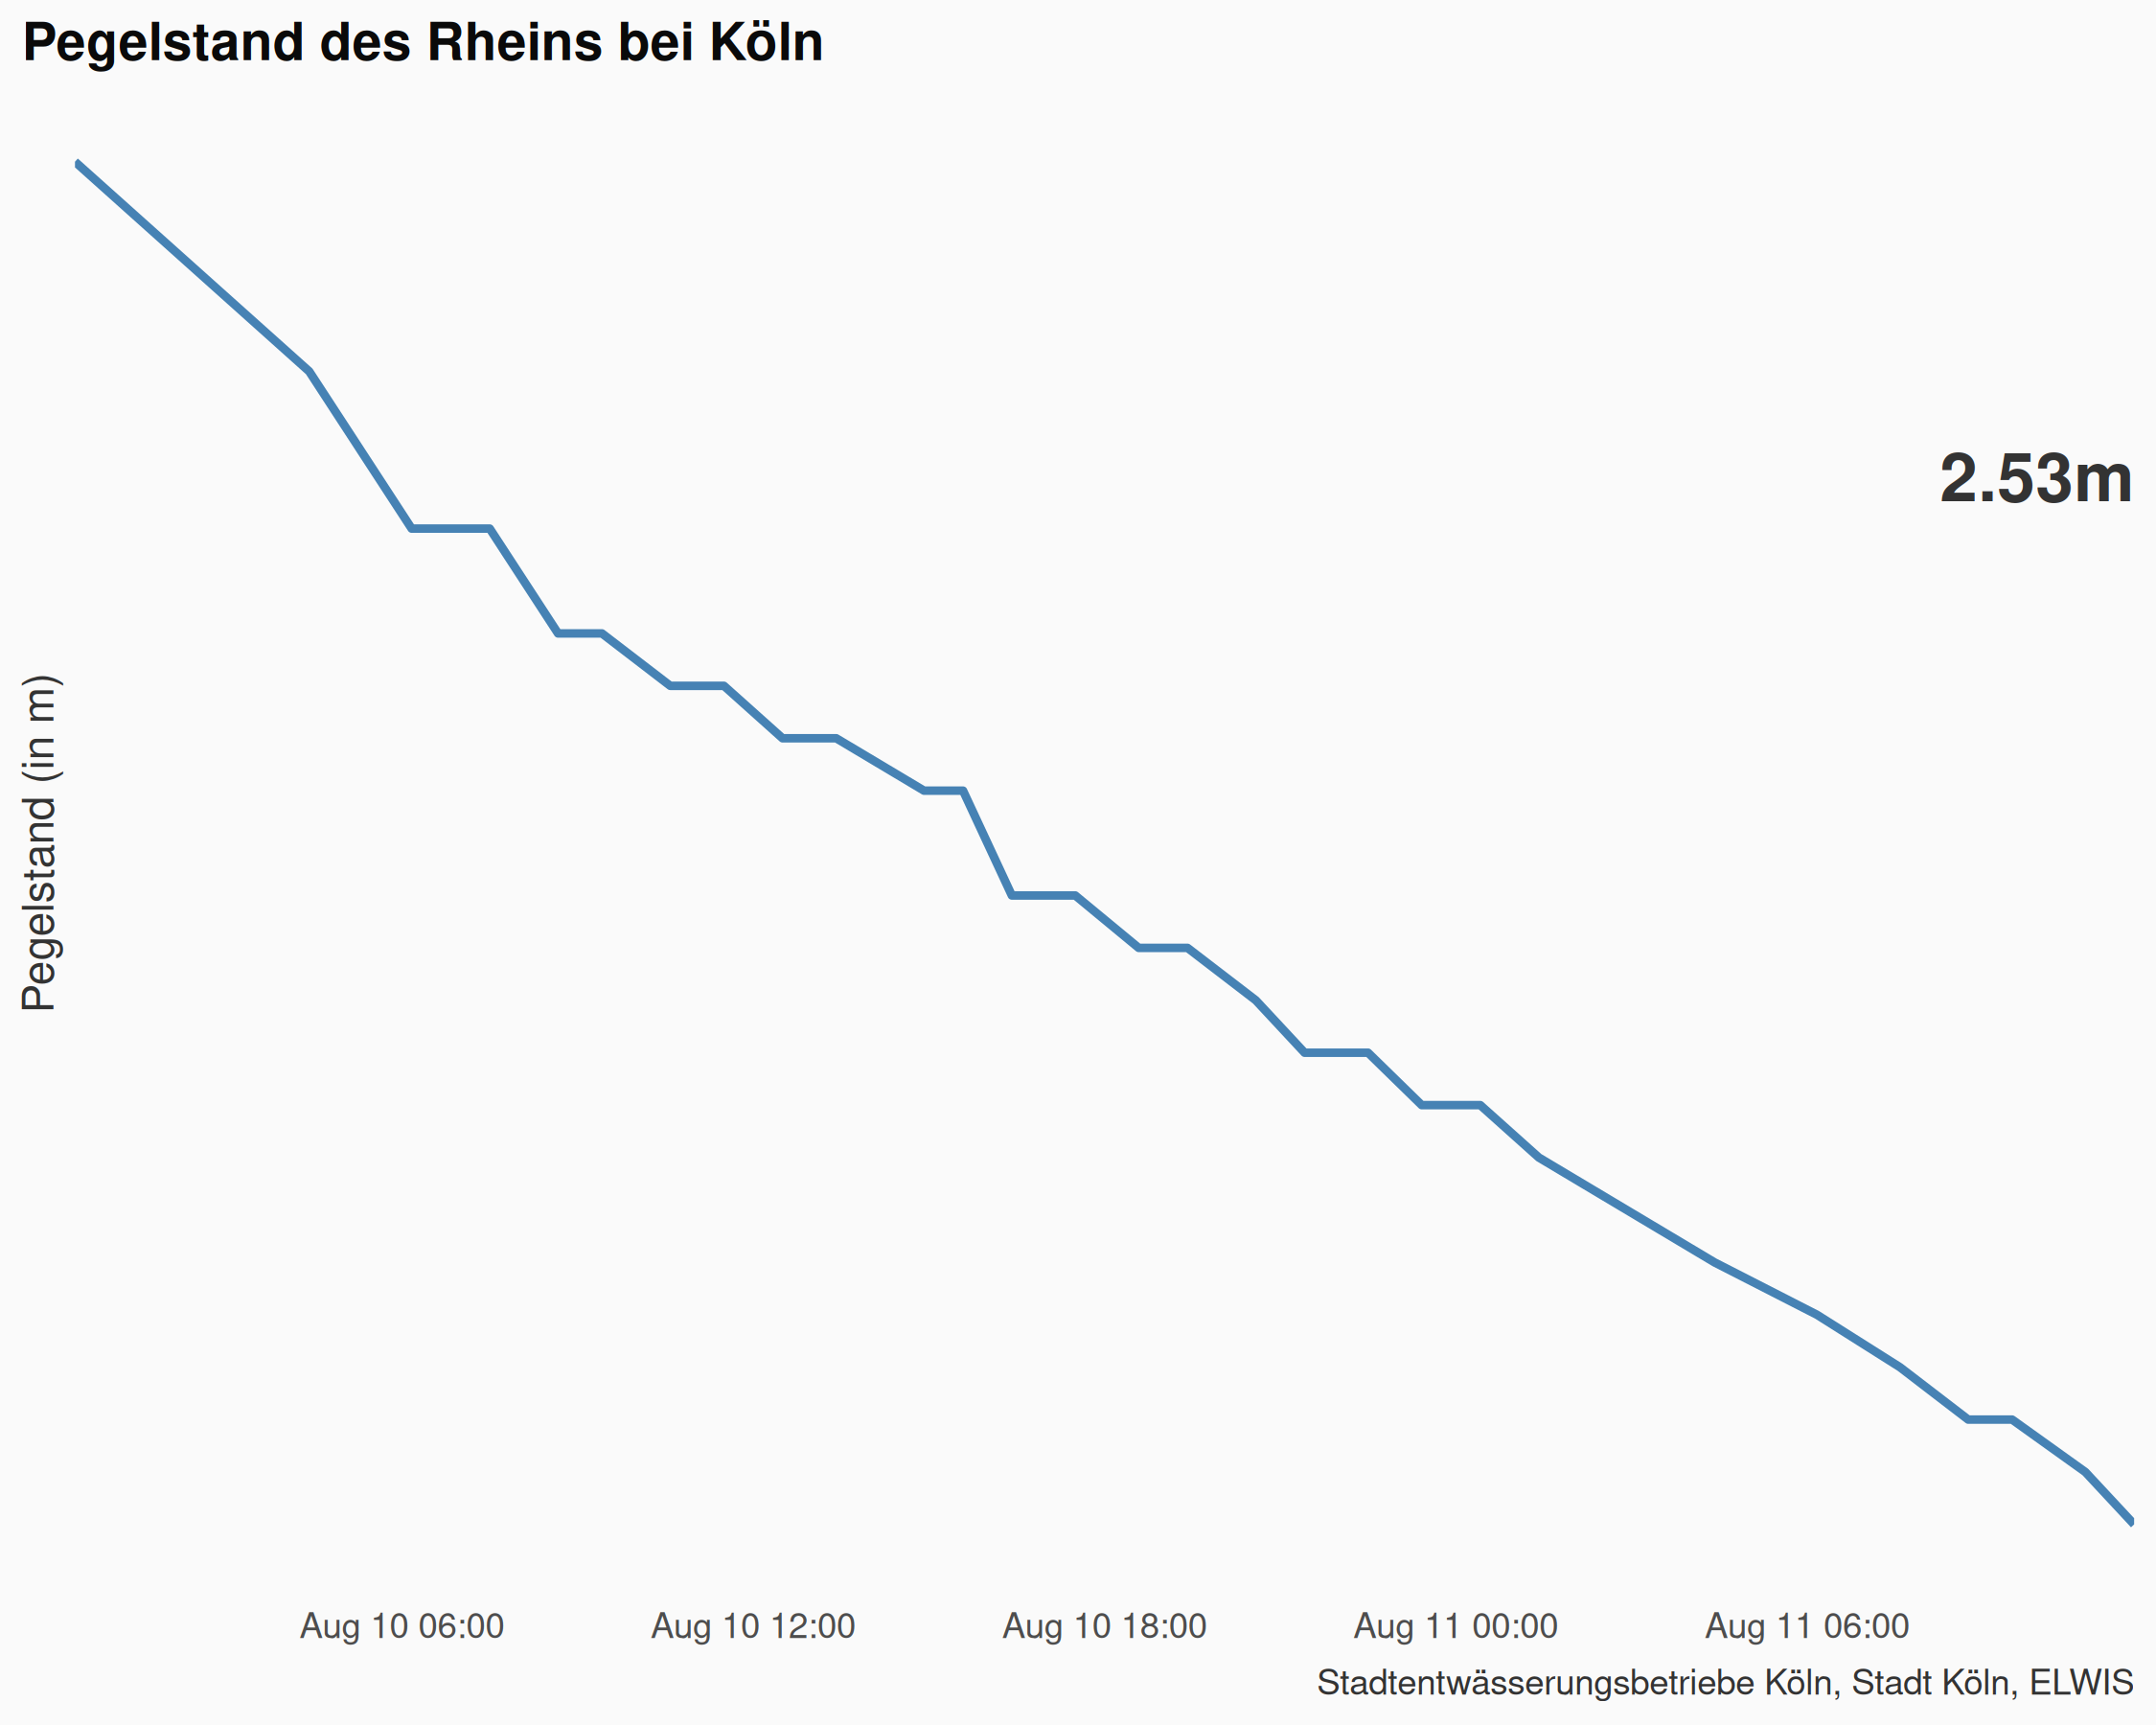 Pegelstand des Rheins bei Köln
2.53m
Pegelstand (in m)
Aug 10 06:00 Aug 10 12:00 Aug 10 18:00 Aug 11 00:00 Aug 11 06:00
Stadtentwässerungsbetriebe Köln, Stadt Köln, ELWIS